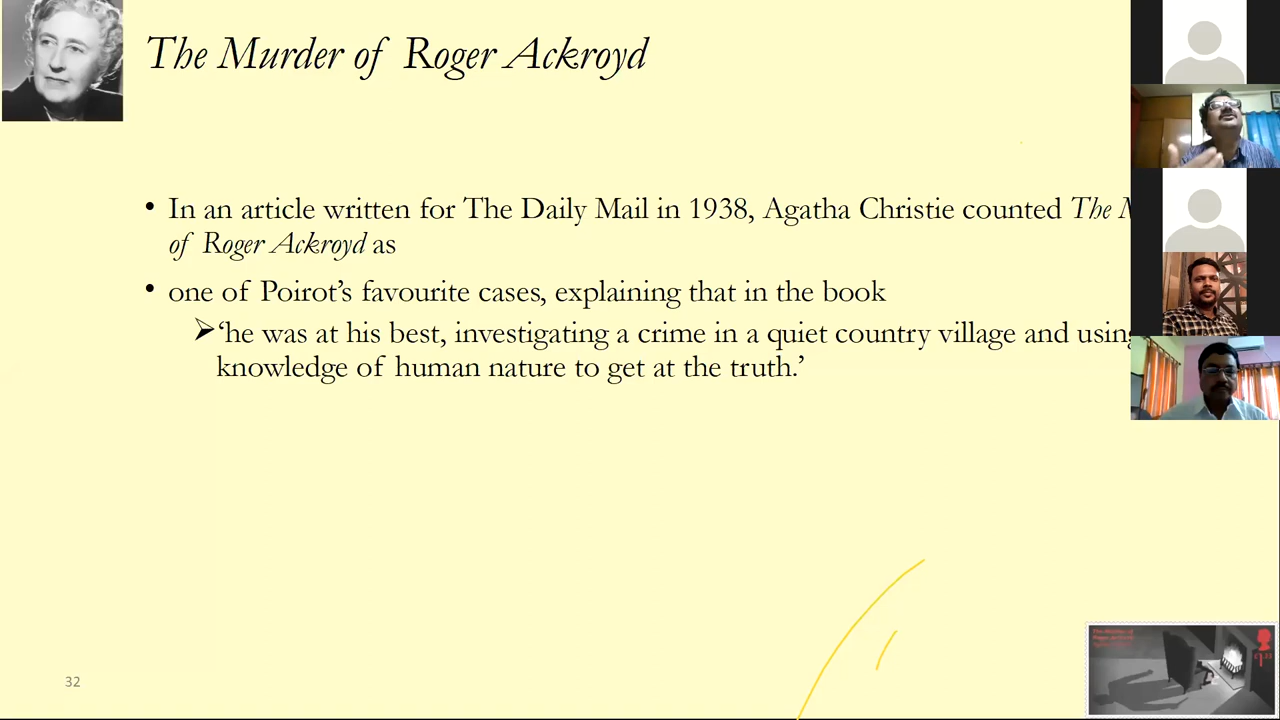 The Murder of Roger Ackroyd
• In an article written for The Daily Mail in 1938, Agatha Christie counted The
of Roger Ackroyd as
• one of Poirot’s favourite cases, explaining that in the book
➢‘he was at his best, investigating a crime in a quiet country village and using
knowledge of human nature to get at the truth.’
32